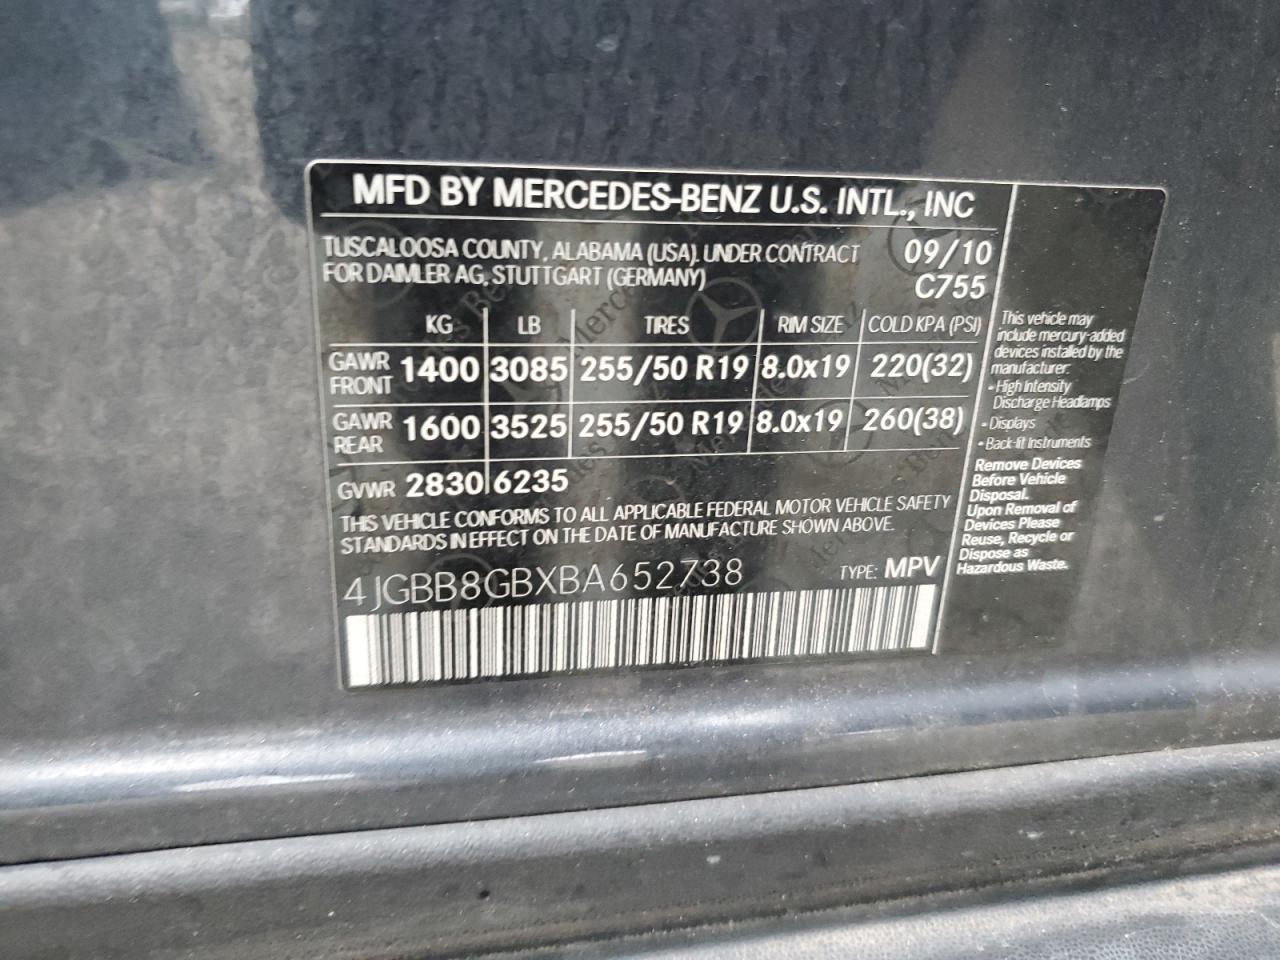 MFD BY MERCEDES-BENZ U.S. INTL., INC
TUSCALOOSA COUNTY, ALABAMA (USA). UNDER CONTRACT 09/10
FOR DAIMLER AG, STUTTGART (GERMANY) C755
KG LB TIRES RIM SIZE COLD KPA (PSI)
GAWR
FRONT 1400 3085 255/50 R19 8.0x19 220(32)
GAWR
REAR 1600 3525 255/50 R19 8.0x19 260(38)
GVWR 2830 6235
THIS VEHICLE CONFORMS TO ALL APPLICABLE FEDERAL MOTOR VEHICLE SAFETY
STANDARDS IN EFFECT ON THE DATE OF MANUFACTURE SHOWN ABOVE.
4JGBB8GBXBA652738 TYPE: MPV
This vehicle may
include mercury-added
devices installed by the
manufacturer:
- High Intensity
Discharge Headlamps
- Displays
- Back-lit Instruments
Remove Devices
Before Vehicle
Disposal.
Upon Removal of
Devices Please
Reuse, Recycle or
Dispose as
Hazardous Waste.